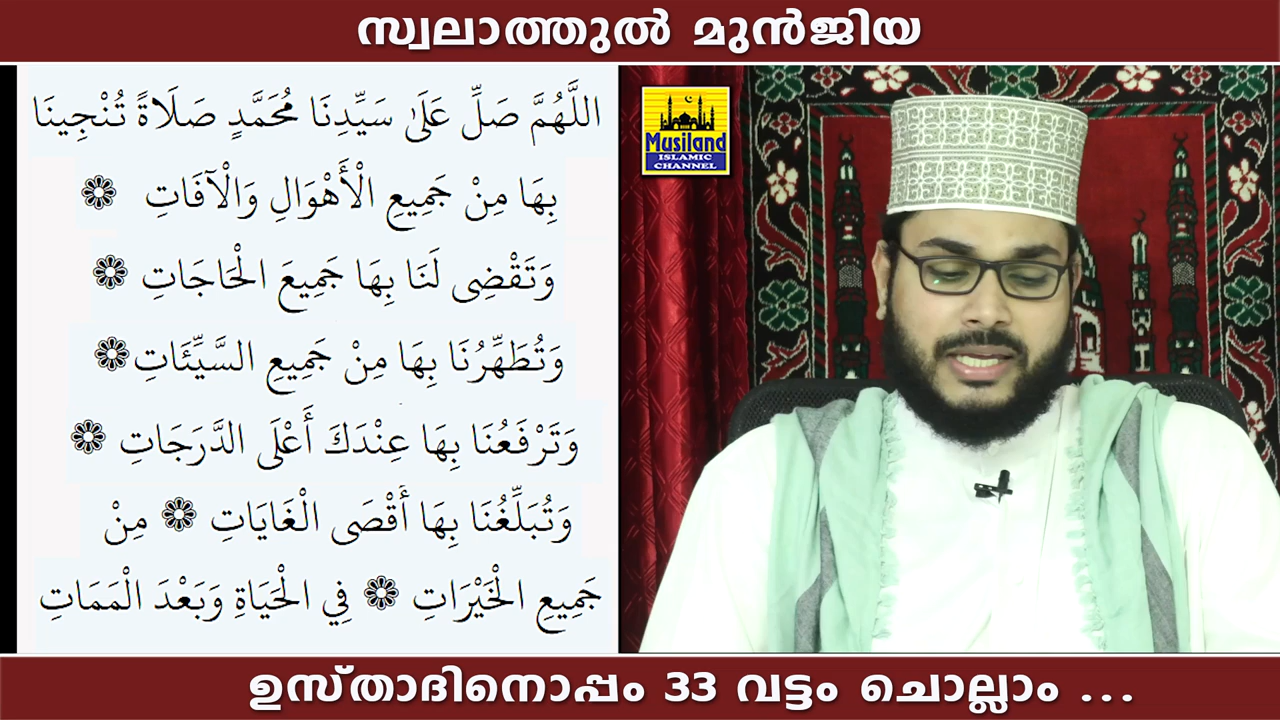 സ്വലാത്തുൽ മുൻജിയ
اللَّهُمَّ صَلِّ عَلَىٰ سَيِّدِنَا مُحَمَّدٍ صَلَاةً تُنْجِينَا
بِهَا مِنْ جَمِيعِ الْأَهْوَالِ وَالْآفَاتِ ❁
وَتَقْضِى لَنَا بِهَا جَمِيعَ الْحَاجَاتِ ❁
وَتُطَهِّرُنَا بِهَا مِنْ جَمِيعِ السَّيِّئَاتِ ❁
وَتَرْفَعُنَا بِهَا عِنْدَكَ أَعْلَى الدَّرَجَاتِ ❁
وَتُبَلِّغُنَا بِهَا أَقْصَى الْغَايَاتِ ❁ مِنْ
جَمِيعِ الْخَيْرَاتِ ❁ فِي الْحَيَاةِ وَبَعْدَ الْمَمَاتِ
Musiland
ISLAMIC
CHANNEL
ഉസ്താദിനൊപ്പം 33 വട്ടം ചൊല്ലാം ...